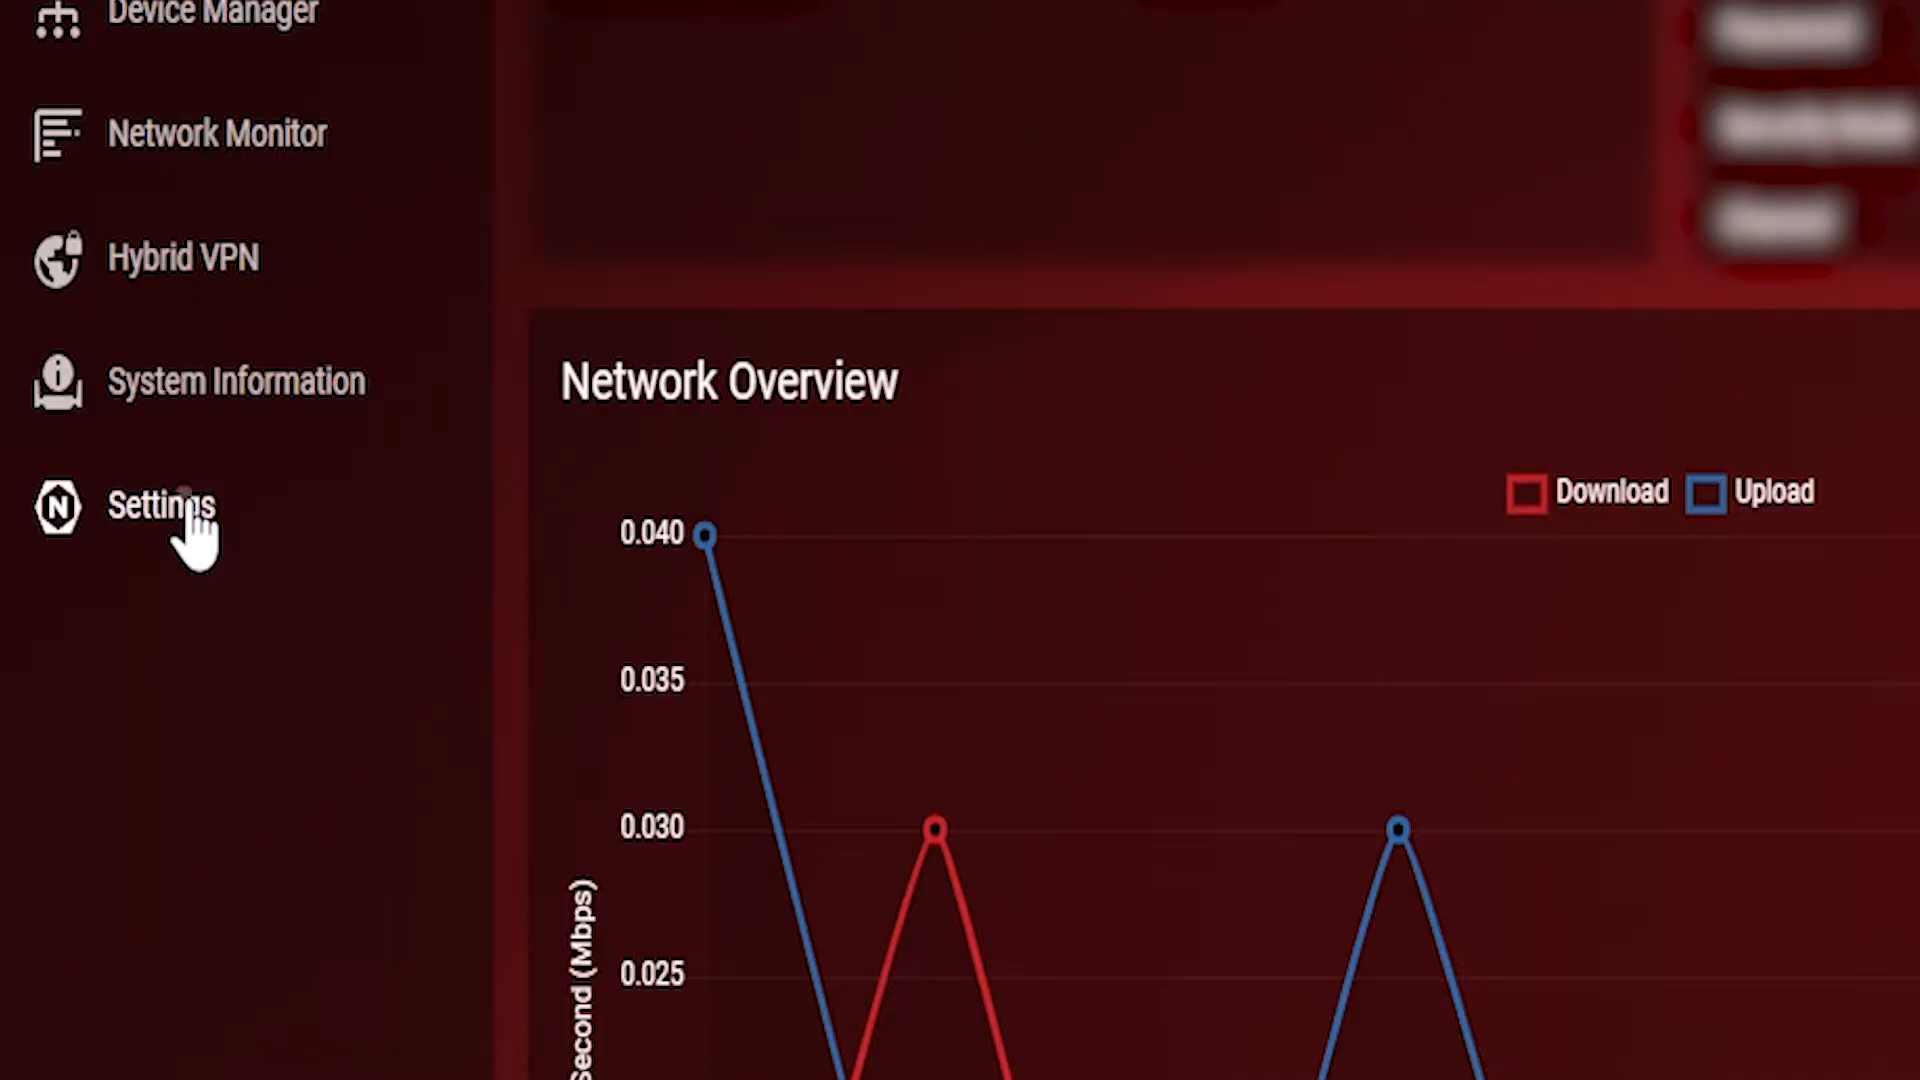 Device Manager
Network Monitor
Hybrid VPN
System Information
N
Settings
Network Overview
Download
Upload
0.040
0.035
0.030
0.025
Second (Mbps)